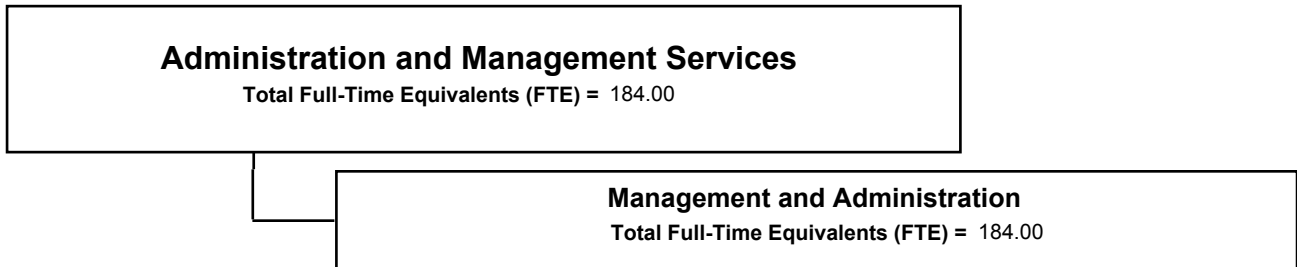 Administration and Management Services
Total Full-Time Equivalents (FTE) = 184.00
Management and Administration
Total Full-Time Equivalents (FTE) = 184.00